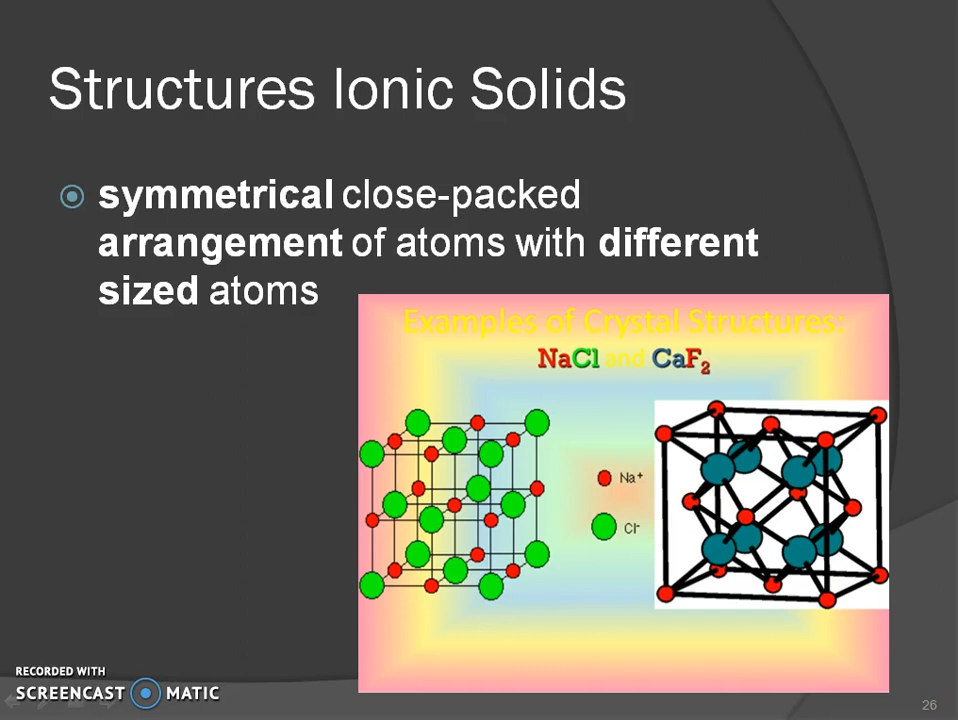 Structures Ionic Solids
symmetrical close-packed
arrangement of atoms with different
sized atoms
Examples of Crystal Structures:
NaCl and CaF₂
Na⁺
Cl⁻
RECORDED WITH
SCREENCAST MATIC
26